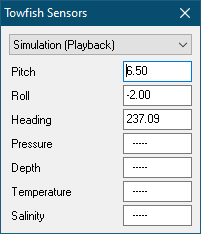 Towfish Sensors
Simulation (Playback)
Pitch 6.50
Roll -2.00
Heading 237.09
Pressure -----
Depth -----
Temperature -----
Salinity -----